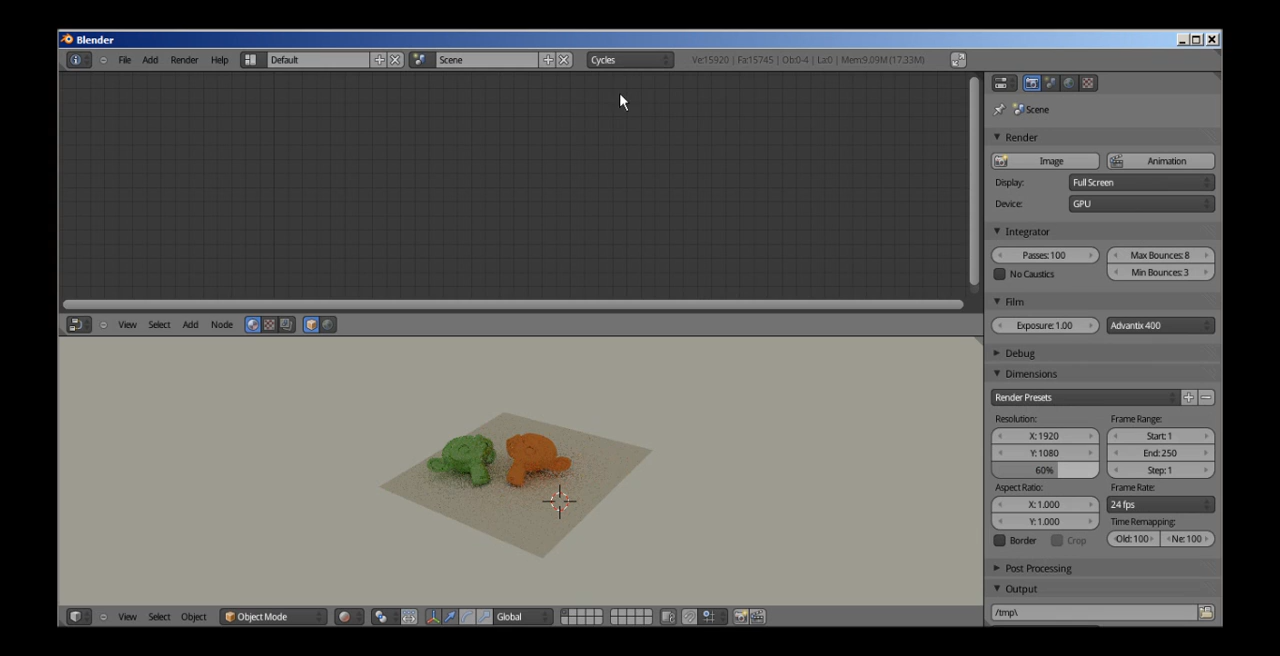 Blender
File Add Render Help Default Scene Cycles Ve:15920 | Fa:15745 | Ob:0-4 | La:0 | Mem:9.09M (17.33M)
Scene
Render
Image Animation
Display: Full Screen
Device: GPU
Integrator
Passes: 100 Max Bounces: 8
No Caustics Min Bounces: 3
Film
Exposure: 1.00 Advantix 400
View Select Add Node
Debug
Dimensions
Render Presets
Resolution: Frame Range:
X: 1920 Start: 1
Y: 1080 End: 250
60% Step: 1
Aspect Ratio: Frame Rate:
X: 1.000 24 fps
Y: 1.000 Time Remapping:
Border Crop Old: 100 Ne: 100
Post Processing
Output
/tmp\
View Select Object Object Mode Global